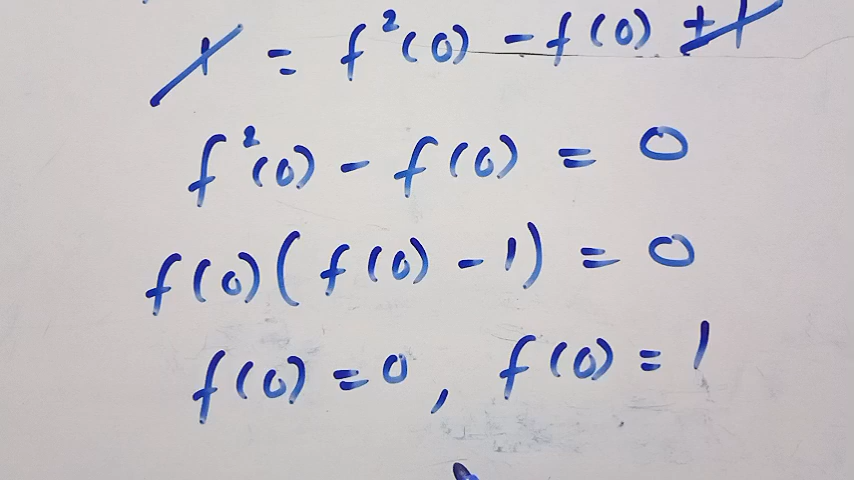 1 = f²(0) - f(0) + 1
f²(0) - f(0) = 0
f(0)(f(0) - 1) = 0
f(0) = 0, f(0) = 1